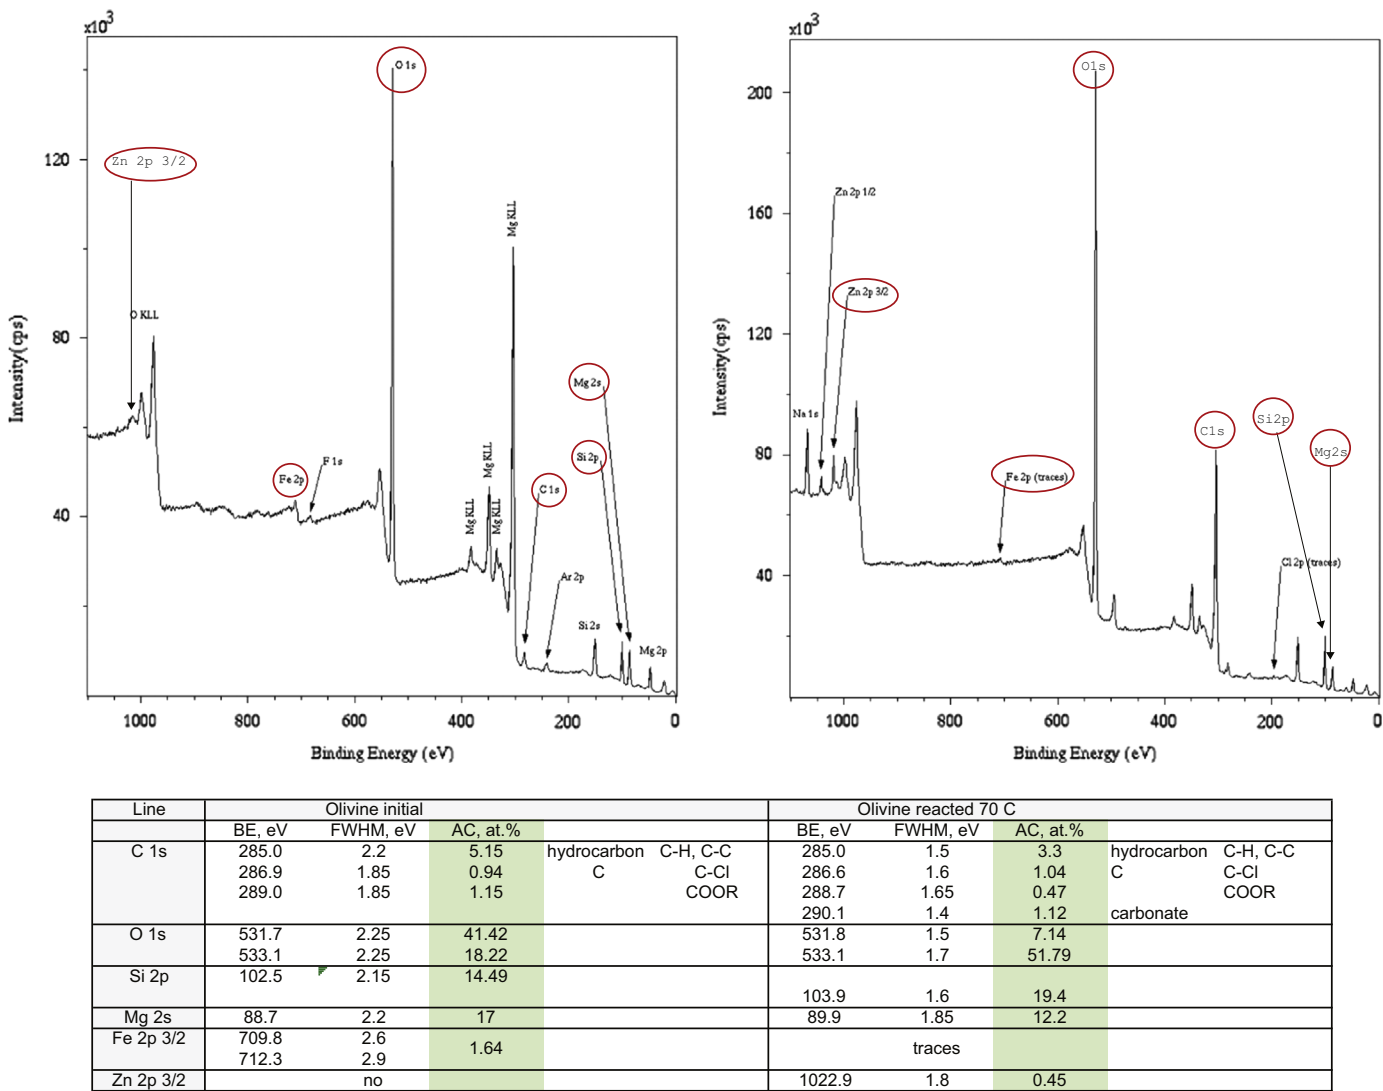 x10³
O 1s
Zn 2p 3/2
120
Mg KLL
O KLL
80
Intensity(cps)
Mg 2s
Si 2p
F 1s
Fe 2p
C 1s
Mg KLL
Mg KLL
Mg KLL
40
Ar 2p
Si 2s
Mg 2p
1000 800 600 400 200 0
Binding Energy (eV)
x10³
O1s
200
Zn 2p 1/2
160
Zn 2p 3/2
120
Intensity(cps)
Na 1s
Si2p
C1s
Mg2s
80
Fe 2p (traces)
Cl 2p (traces)
40
1000 800 600 400 200 0
Binding Energy (eV)
Line Olivine initial Olivine reacted 70 C
BE, eV FWHM, eV AC, at.% BE, eV FWHM, eV AC, at.%
C 1s 285.0 2.2 5.15 hydrocarbon C-H, C-C 285.0 1.5 3.3 hydrocarbon C-H, C-C
286.9 1.85 0.94 C 286.6 1.6 1.04 C C-Cl
289.0 1.85 1.15 COOR 288.7 1.65 0.47 COOR
290.1 1.4 1.12 carbonate
O 1s 531.7 2.25 41.42 531.8 1.5 7.14
533.1 2.25 18.22 533.1 1.7 51.79
Si 2p 102.5 2.15 14.49
103.9 1.6 19.4
Mg 2s 88.7 2.2 17 89.9 1.85 12.2
Fe 2p 3/2 709.8 2.6 1.64 traces
712.3 2.9
Zn 2p 3/2 no 1022.9 1.8 0.45